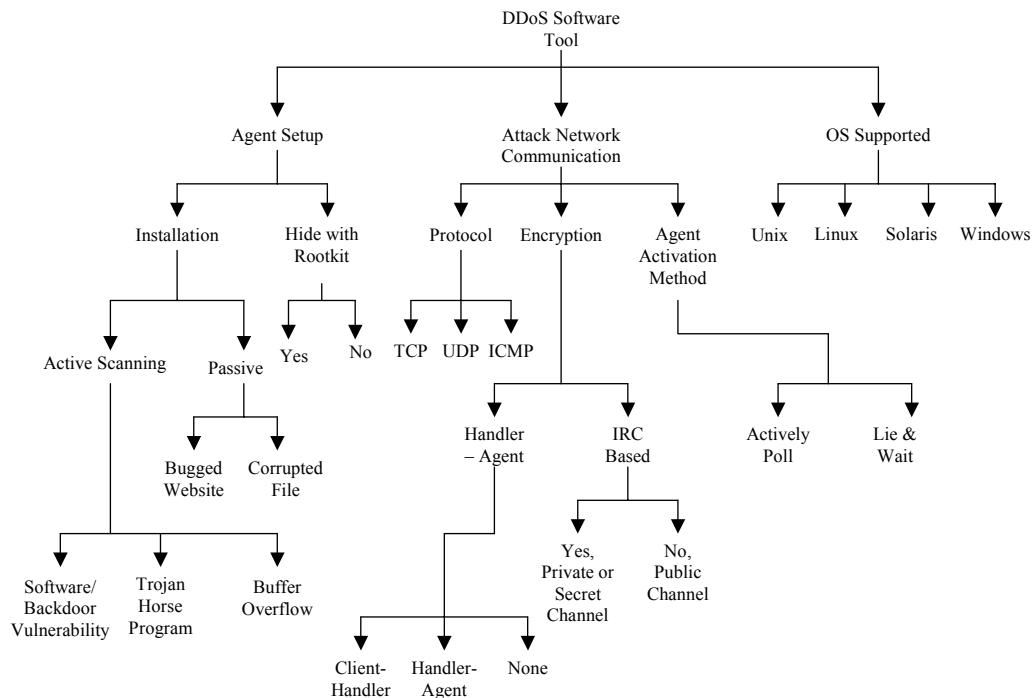 DDoS Software
Tool
Agent Setup
Attack Network
Communication
OS Supported
Installation
Hide with
Rootkit
Protocol
Encryption
Agent
Activation
Method
Unix
Linux
Solaris
Windows
Active Scanning
Passive
Yes
No
TCP
UDP
ICMP
Bugged
Website
Corrupted
File
Handler
– Agent
IRC
Based
Actively
Poll
Lie &
Wait
Software/
Backdoor
Vulnerability
Trojan
Horse
Program
Buffer
Overflow
Yes,
Private or
Secret
Channel
No,
Public
Channel
Client-
Handler
Handler-
Agent
None